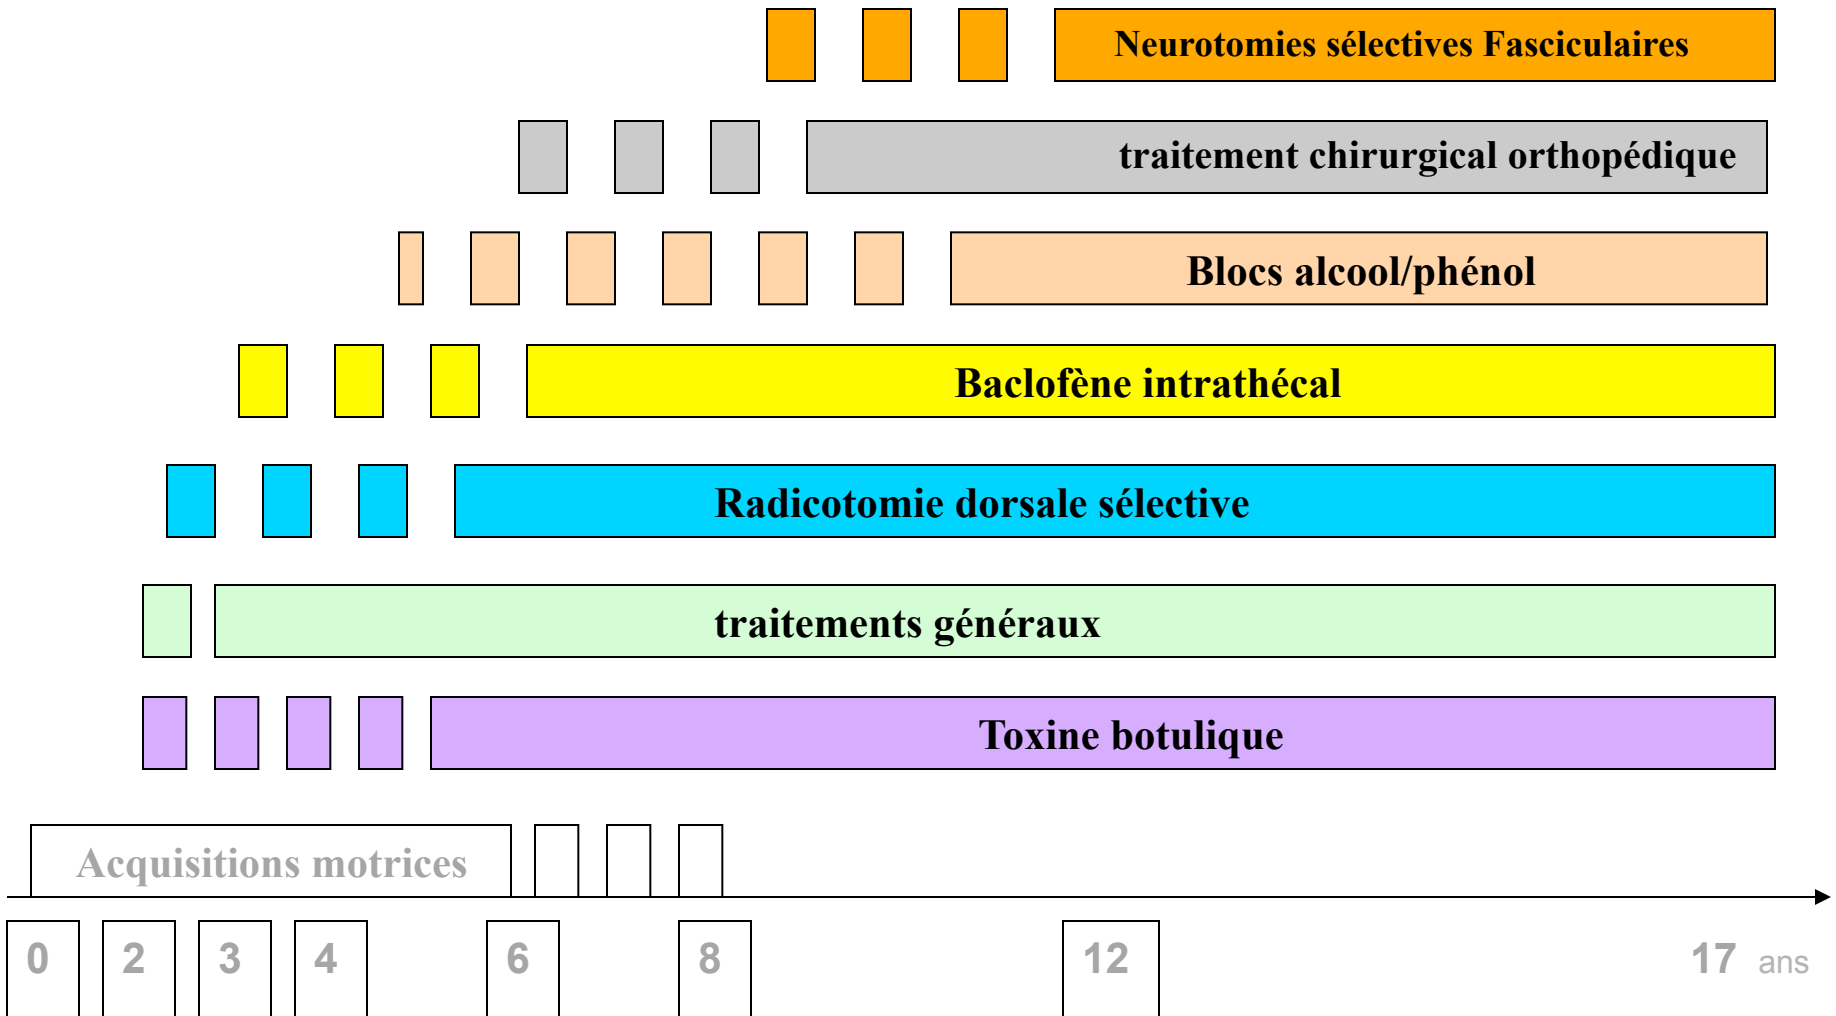 Neurotomies sélectives Fasciculaires
traitement chirurgical orthopédique
Blocs alcool/phénol
Baclofène intrathécal
Radicotomie dorsale sélective
traitements généraux
Toxine botulique
Acquisitions motrices
0 2 3 4 6 8 12 17 ans